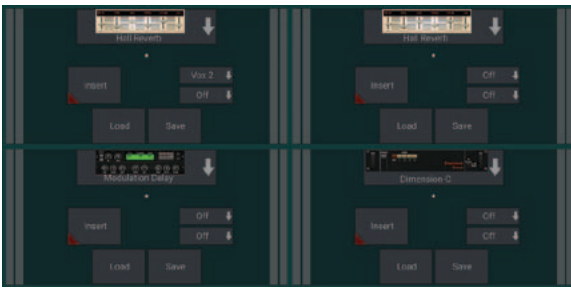 Hall Reverb
Insert
Vox 2
Off
Load Save
Hall Reverb
Insert
Off
Off
Load Save
Modulation Delay
Insert
Off
Off
Load Save
Dimension C
Insert
Off
Off
Load Save